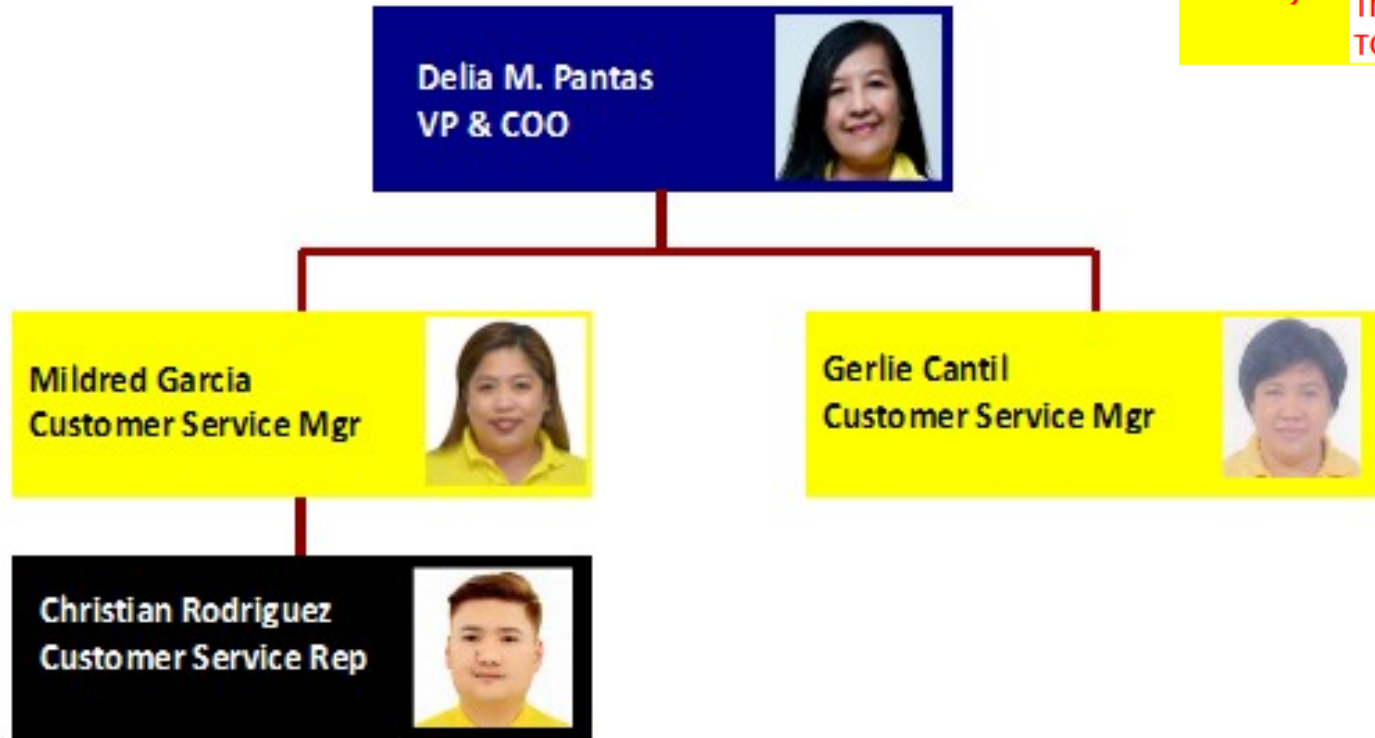 Delia M. Pantas
VP & COO
Mildred Garcia
Customer Service Mgr
Gerlie Cantil
Customer Service Mgr
Christian Rodriguez
Customer Service Rep